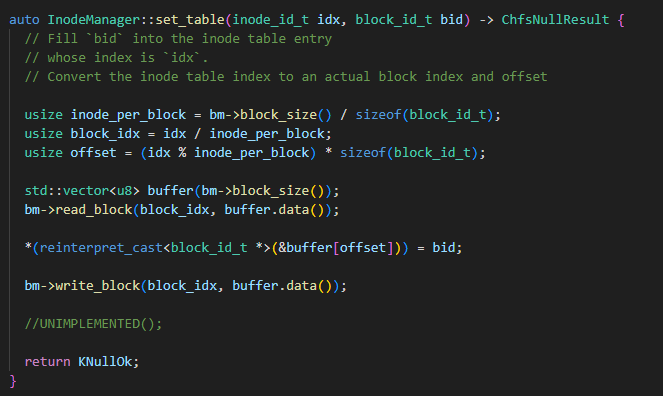 auto InodeManager::set_table(inode_id_t idx, block_id_t bid) -> ChfsNullResult {
  // Fill `bid` into the inode table entry
  // whose index is `idx`.
  // Convert the inode table index to an actual block index and offset

  usize inode_per_block = bm->block_size() / sizeof(block_id_t);
  usize block_idx = idx / inode_per_block;
  usize offset = (idx % inode_per_block) * sizeof(block_id_t);

  std::vector<u8> buffer(bm->block_size());
  bm->read_block(block_idx, buffer.data());

  *(reinterpret_cast<block_id_t *>(&buffer[offset])) = bid;

  bm->write_block(block_idx, buffer.data());

  //UNIMPLEMENTED();

  return KNullOk;
}